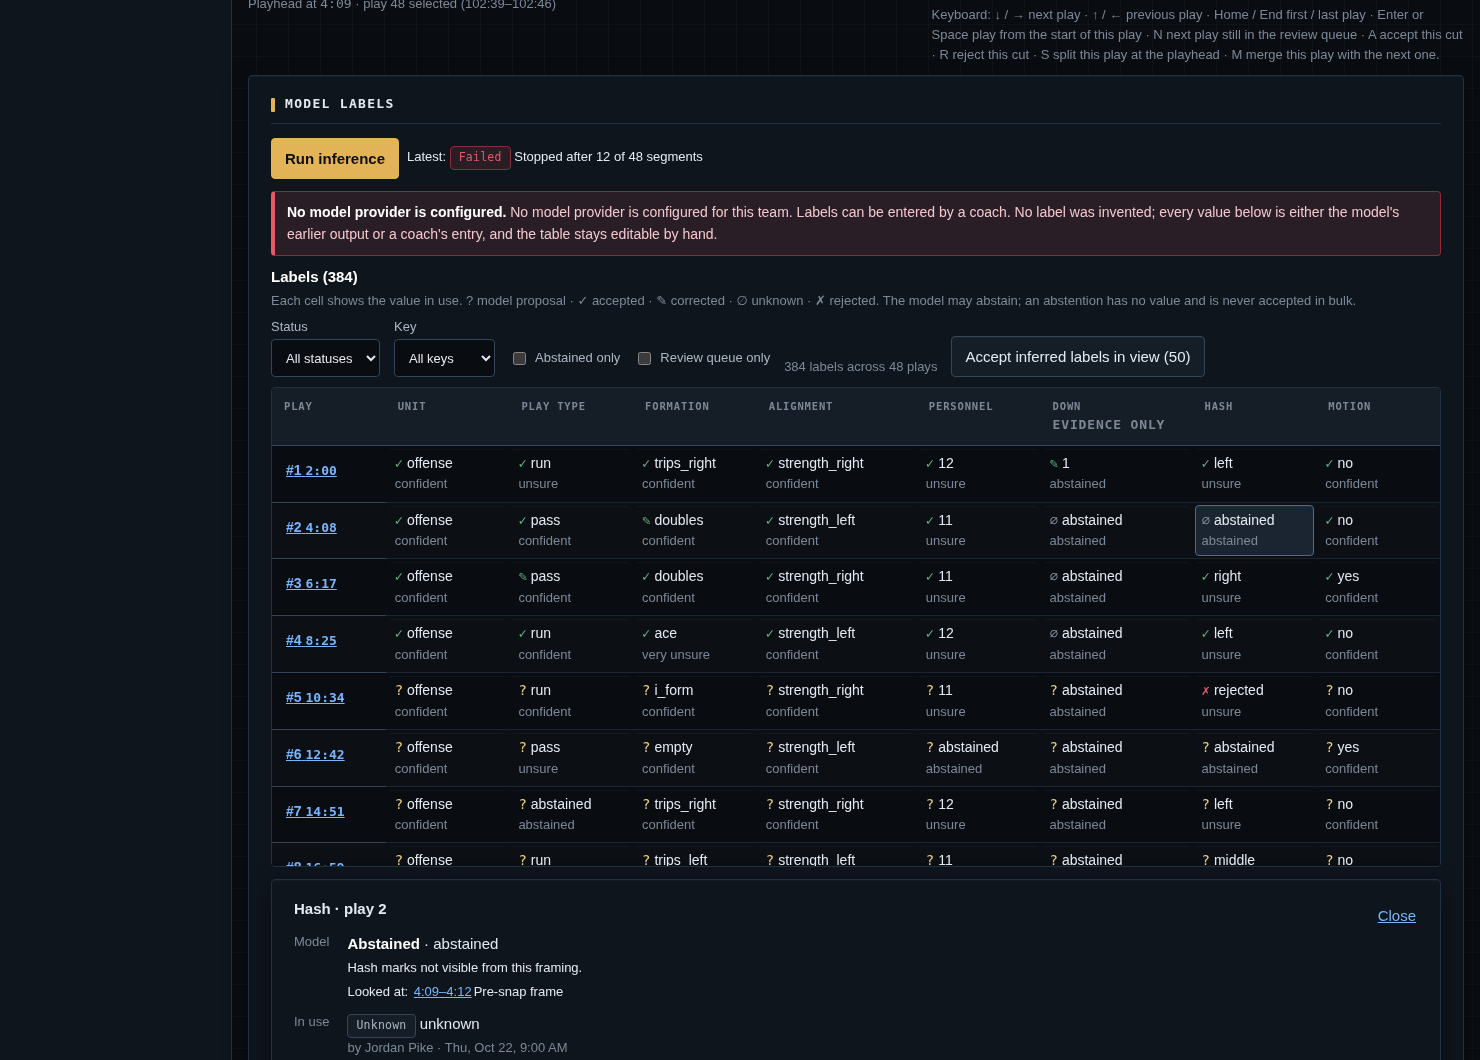 Playhead at 4:09 · play 48 selected (102:39–102:46)
Keyboard: ↓ / → next play · ↑ / ← previous play · Home / End first / last play · Enter or
Space play from the start of this play · N next play still in the review queue · A accept this cut
· R reject this cut · S split this play at the playhead · M merge this play with the next one.
MODEL LABELS
Run inference Latest: Failed Stopped after 12 of 48 segments
No model provider is configured. No model provider is configured for this team. Labels can be entered by a coach. No label was invented; every value below is either the model's
earlier output or a coach's entry, and the table stays editable by hand.
Labels (384)
Each cell shows the value in use. ? model proposal · ✓ accepted · ✎ corrected · ∅ unknown · ✗ rejected. The model may abstain; an abstention has no value and is never accepted in bulk.
Status Key
All statuses All keys Abstained only Review queue only 384 labels across 48 plays Accept inferred labels in view (50)
PLAY UNIT PLAY TYPE FORMATION ALIGNMENT PERSONNEL DOWN HASH MOTION
EVIDENCE ONLY
#1 2:00 ✓ offense ✓ run ✓ trips_right ✓ strength_right ✓ 12 ✎ 1 ✓ left ✓ no
confident unsure confident confident unsure abstained unsure confident
#2 4:08 ✓ offense ✓ pass ✎ doubles ✓ strength_left ✓ 11 ∅ abstained ∅ abstained ✓ no
confident confident confident confident unsure abstained abstained confident
#3 6:17 ✓ offense ✎ pass ✓ doubles ✓ strength_right ✓ 11 ∅ abstained ✓ right ✓ yes
confident confident confident confident unsure abstained unsure confident
#4 8:25 ✓ offense ✓ run ✓ ace ✓ strength_left ✓ 12 ∅ abstained ✓ left ✓ no
confident confident very unsure confident unsure abstained unsure confident
#5 10:34 ? offense ? run ? i_form ? strength_right ? 11 ? abstained ✗ rejected ? no
confident confident confident confident unsure abstained unsure confident
#6 12:42 ? offense ? pass ? empty ? strength_left ? abstained ? abstained ? abstained ? yes
confident unsure confident confident abstained abstained abstained confident
#7 14:51 ? offense ? abstained ? trips_right ? strength_right ? 12 ? abstained ? left ? no
confident abstained confident confident unsure abstained unsure confident
#8 16:59 ? offense ? run ? trips_left ? strength_left ? 11 ? abstained ? middle ? no
Hash · play 2
Close
Model Abstained · abstained
Hash marks not visible from this framing.
Looked at: 4:09–4:12 Pre-snap frame
In use Unknown unknown
by Jordan Pike · Thu, Oct 22, 9:00 AM